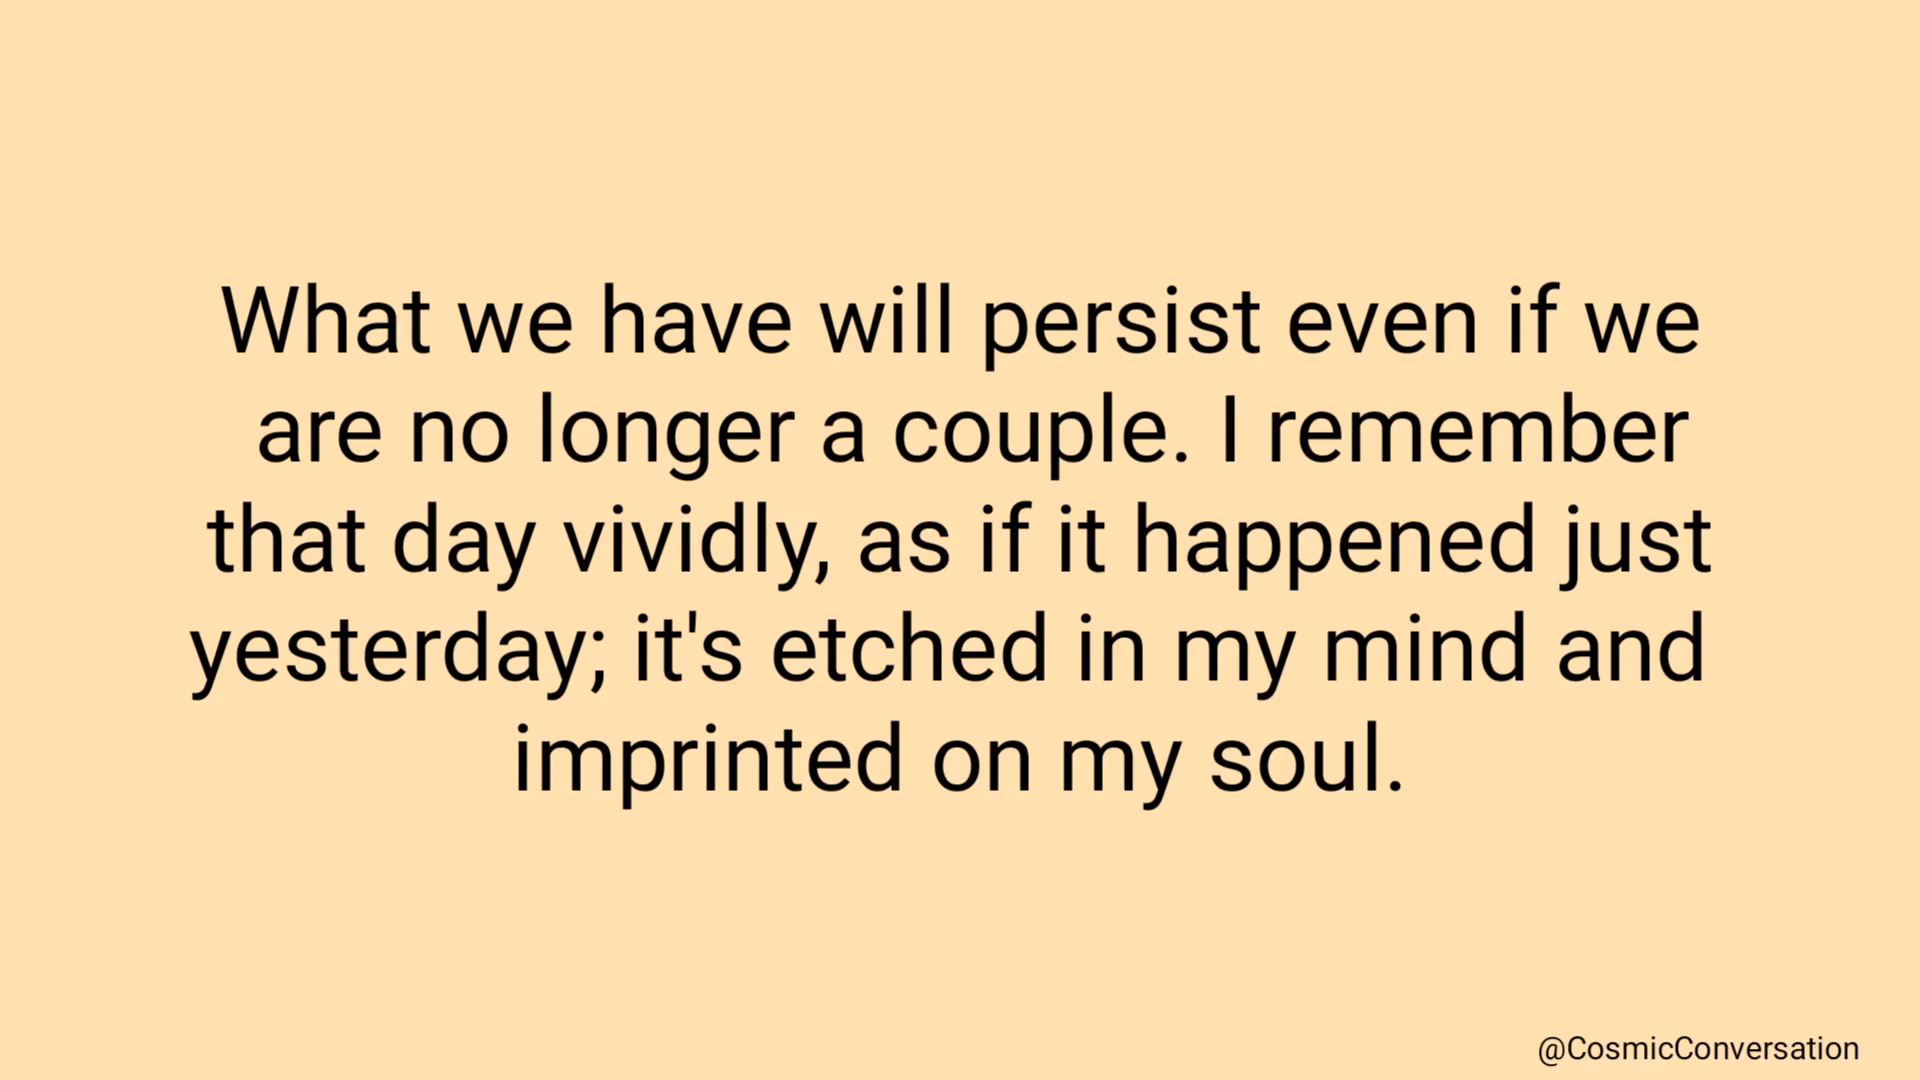 What we have will persist even if we
are no longer a couple. I remember
that day vividly, as if it happened just
yesterday; it's etched in my mind and
imprinted on my soul.
@CosmicConversation